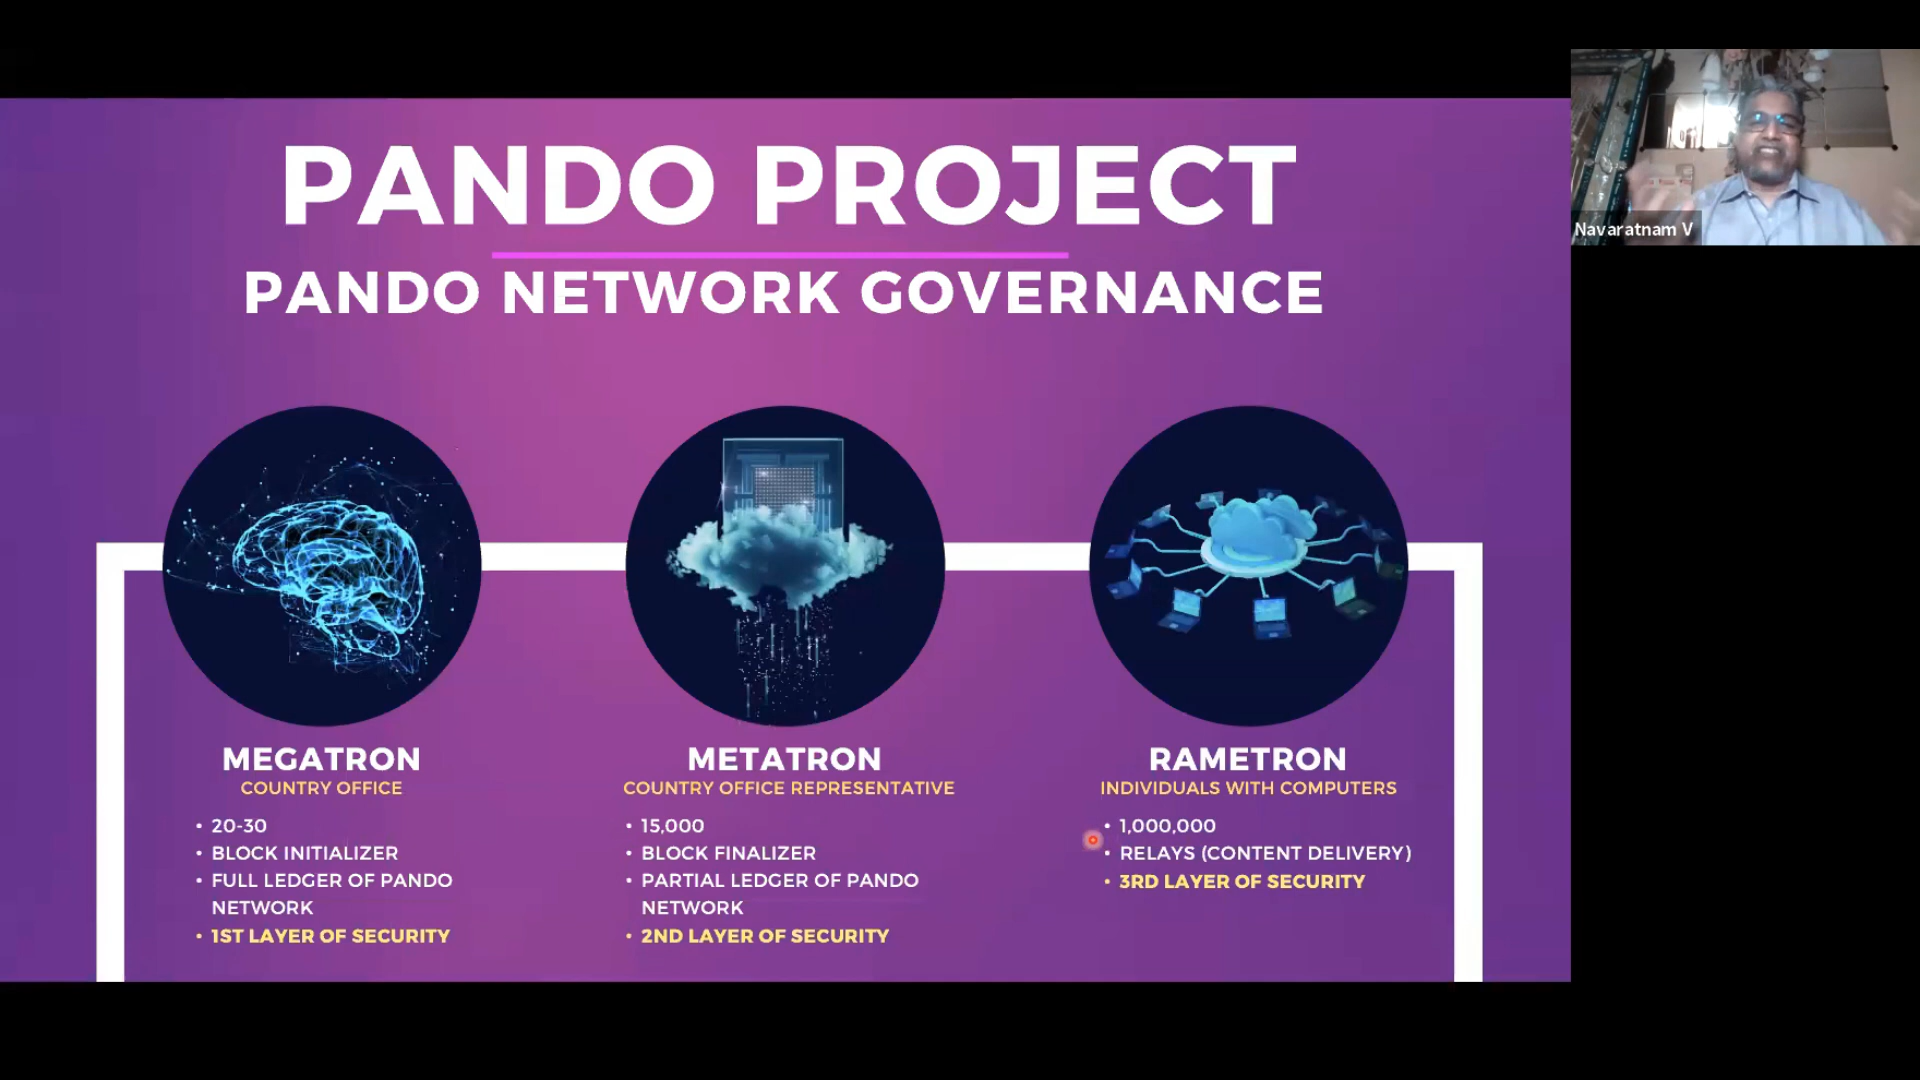 PANDO PROJECT
PANDO NETWORK GOVERNANCE
Navaratnam V
MEGATRON
COUNTRY OFFICE
• 20-30
• BLOCK INITIALIZER
• FULL LEDGER OF PANDO
NETWORK
• 1ST LAYER OF SECURITY
METATRON
COUNTRY OFFICE REPRESENTATIVE
• 15,000
• BLOCK FINALIZER
• PARTIAL LEDGER OF PANDO
NETWORK
• 2ND LAYER OF SECURITY
RAMETRON
INDIVIDUALS WITH COMPUTERS
• 1,000,000
• RELAYS (CONTENT DELIVERY)
• 3RD LAYER OF SECURITY